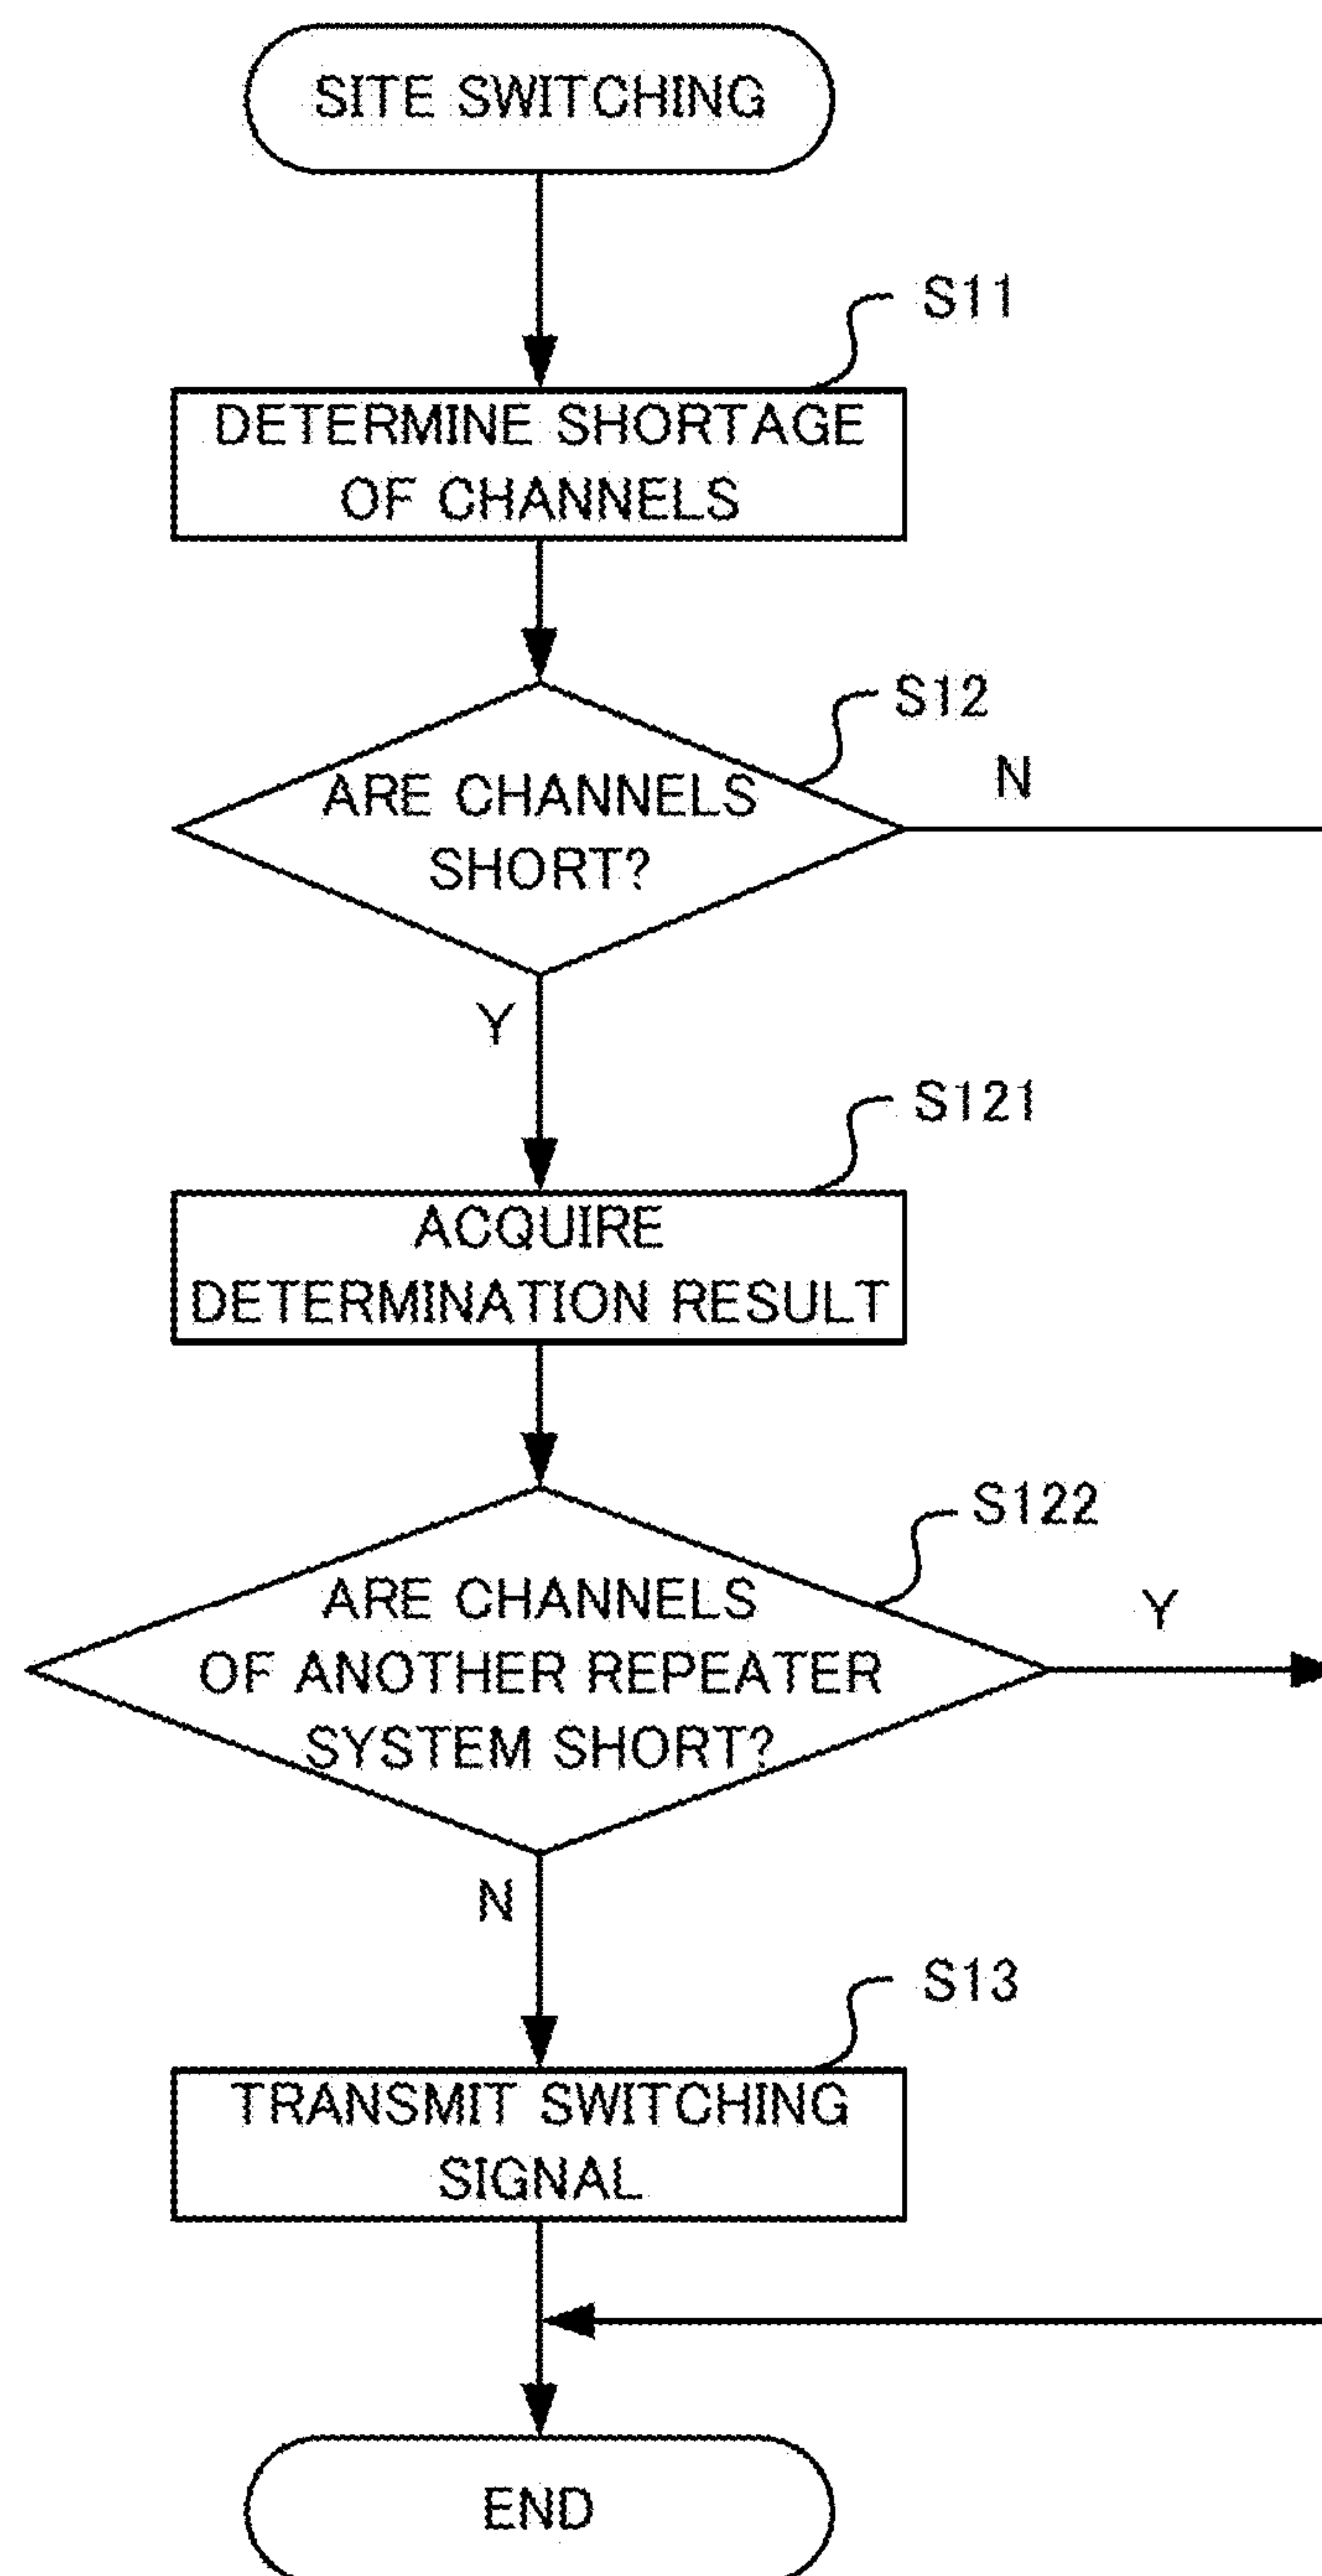 SITE SWITCHING
S11
DETERMINE SHORTAGE
OF CHANNELS
S12
ARE CHANNELS
SHORT?
N
Y
S121
ACQUIRE
DETERMINATION RESULT
S122
ARE CHANNELS
OF ANOTHER REPEATER
SYSTEM SHORT?
Y
N
S13
TRANSMIT SWITCHING
SIGNAL
END